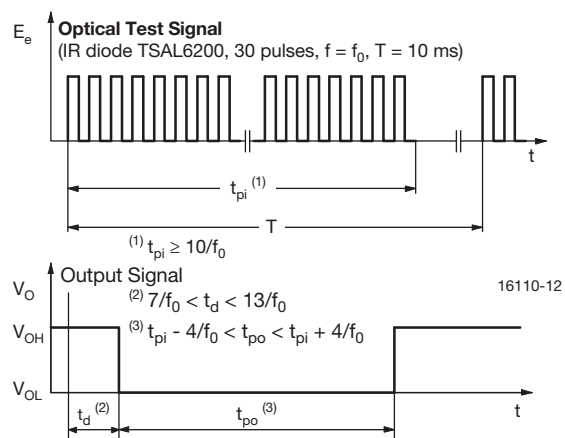 E_e
Optical Test Signal
(IR diode TSAL6200, 30 pulses, f = f₀, T = 10 ms)
t
t_pi ⁽¹⁾
T
⁽¹⁾ t_pi ≥ 10/f₀
V_O
Output Signal
16110-12
⁽²⁾ 7/f₀ < t_d < 13/f₀
V_OH
⁽³⁾ t_pi - 4/f₀ < t_po < t_pi + 4/f₀
V_OL
t_d ⁽²⁾
t_po ⁽³⁾
t